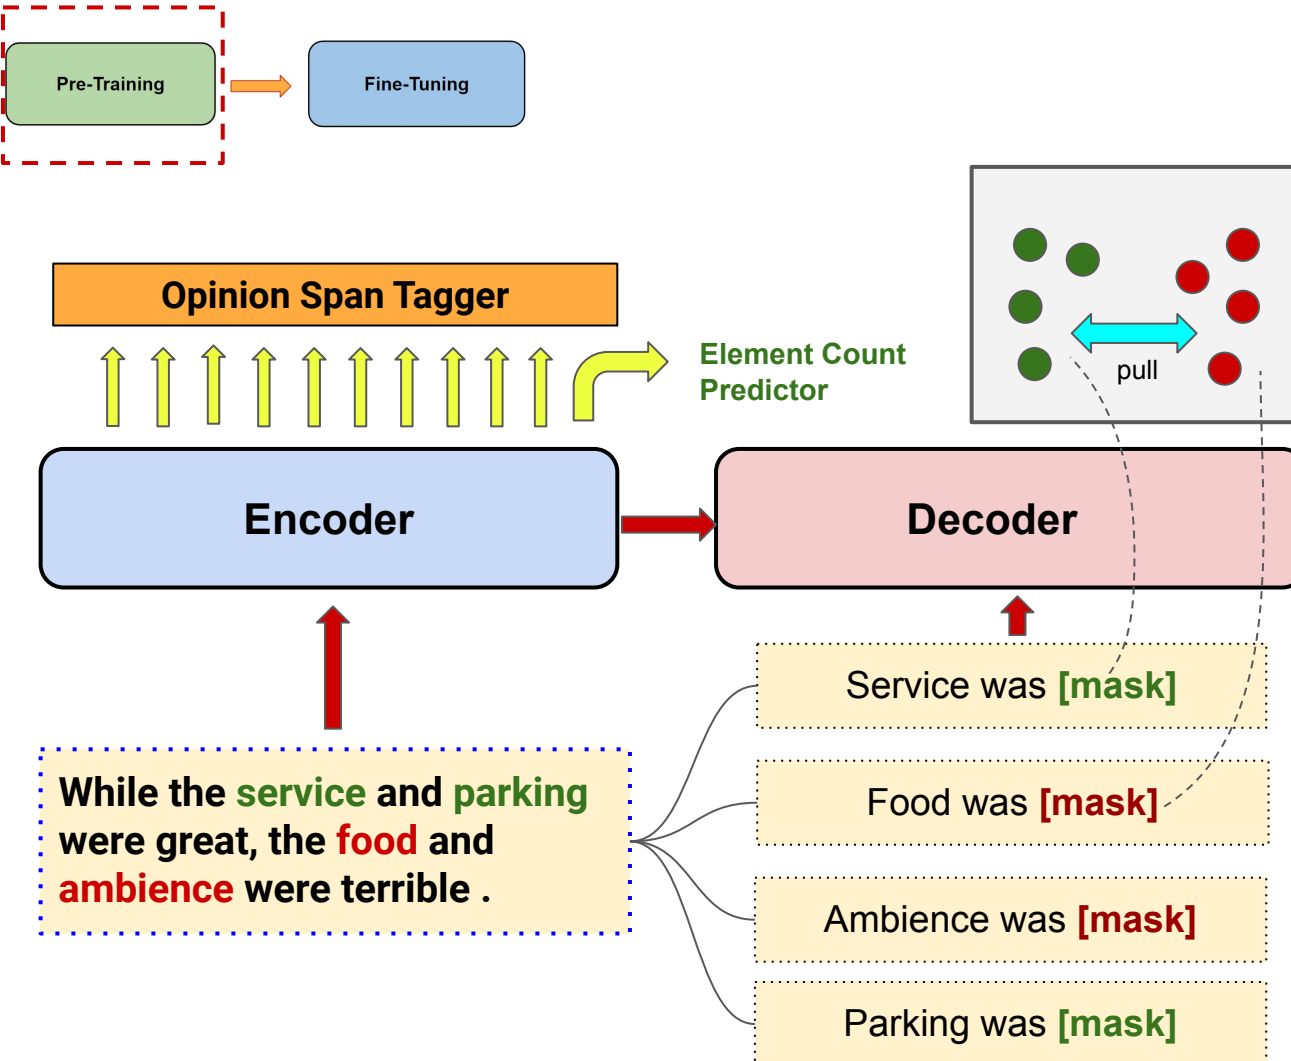 Pre-Training
Fine-Tuning
Opinion Span Tagger
Element Count
Predictor
pull
Encoder
Decoder
While the service and parking
were great, the food and
ambience were terrible .
Service was [mask]
Food was [mask]
Ambience was [mask]
Parking was [mask]